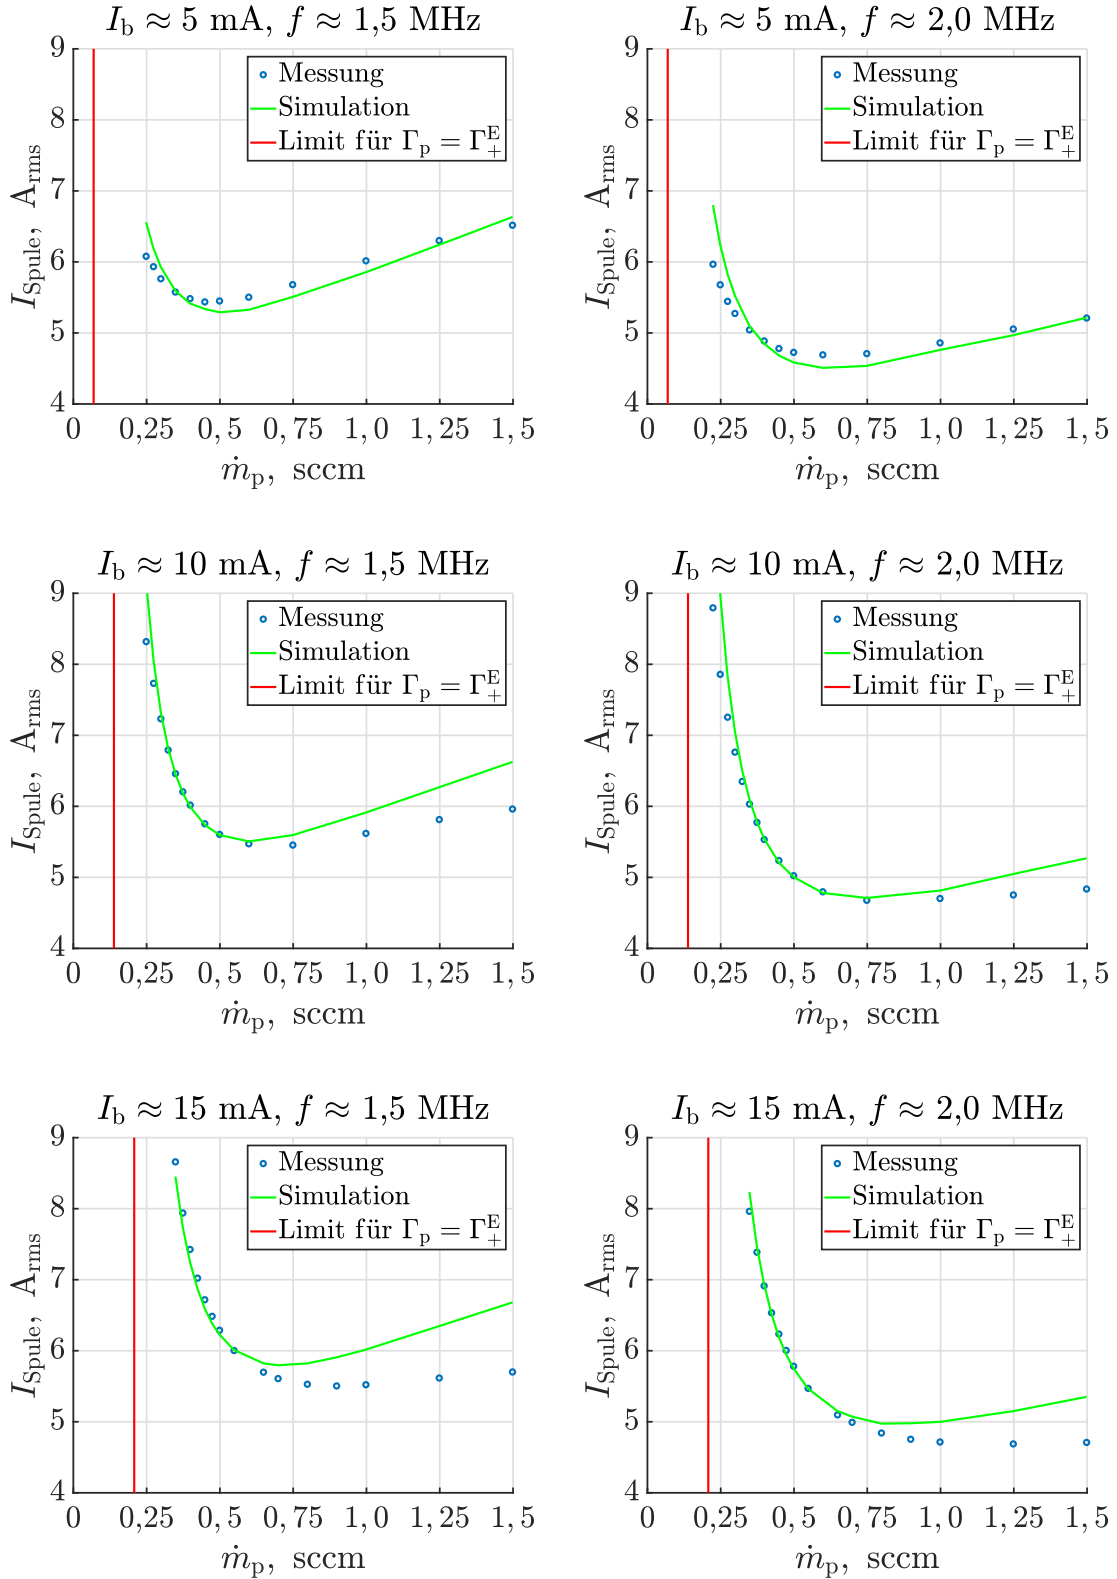 I_b ≈ 5 mA, f ≈ 1,5 MHz
9
8
7
6
5
4
I_Spule, A_rms
Messung
Simulation
Limit für Γ_p = Γ_+^E
0 0,25 0,5 0,75 1,0 1,25 1,5
ṁ_p, sccm
I_b ≈ 5 mA, f ≈ 2,0 MHz
9
8
7
6
5
4
I_Spule, A_rms
Messung
Simulation
Limit für Γ_p = Γ_+^E
0 0,25 0,5 0,75 1,0 1,25 1,5
ṁ_p, sccm
I_b ≈ 10 mA, f ≈ 1,5 MHz
9
8
7
6
5
4
I_Spule, A_rms
Messung
Simulation
Limit für Γ_p = Γ_+^E
0 0,25 0,5 0,75 1,0 1,25 1,5
ṁ_p, sccm
I_b ≈ 10 mA, f ≈ 2,0 MHz
9
8
7
6
5
4
I_Spule, A_rms
Messung
Simulation
Limit für Γ_p = Γ_+^E
0 0,25 0,5 0,75 1,0 1,25 1,5
ṁ_p, sccm
I_b ≈ 15 mA, f ≈ 1,5 MHz
9
8
7
6
5
4
I_Spule, A_rms
Messung
Simulation
Limit für Γ_p = Γ_+^E
0 0,25 0,5 0,75 1,0 1,25 1,5
ṁ_p, sccm
I_b ≈ 15 mA, f ≈ 2,0 MHz
9
8
7
6
5
4
I_Spule, A_rms
Messung
Simulation
Limit für Γ_p = Γ_+^E
0 0,25 0,5 0,75 1,0 1,25 1,5
ṁ_p, sccm